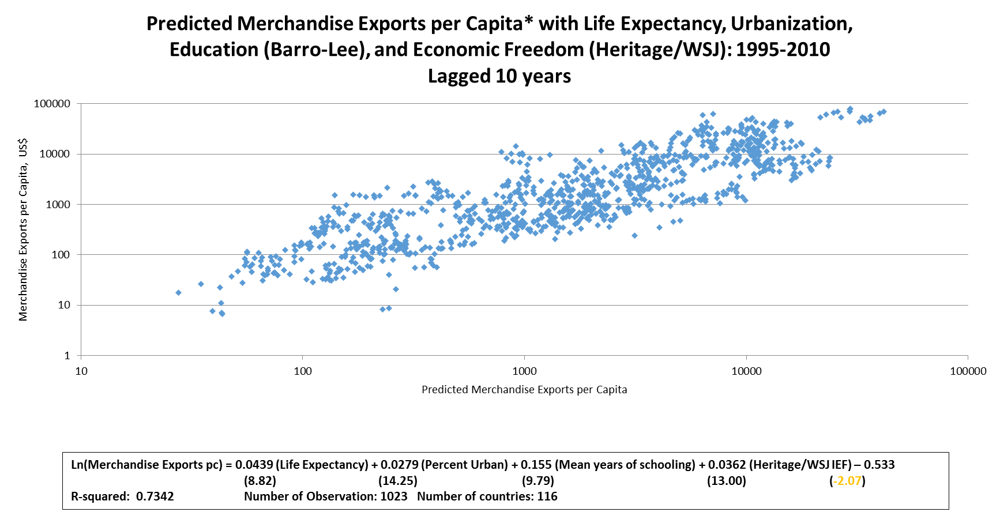 Predicted Merchandise Exports per Capita* with Life Expectancy, Urbanization,
Education (Barro-Lee), and Economic Freedom (Heritage/WSJ): 1995-2010
Lagged 10 years
Merchandise Exports per Capita, US$
100000
10000
1000
100
10
1
10 100 1000 10000 100000
Predicted Merchandise Exports per Capita
Ln(Merchandise Exports pc) = 0.0439 (Life Expectancy) + 0.0279 (Percent Urban) + 0.155 (Mean years of schooling) + 0.0362 (Heritage/WSJ IEF) – 0.533
(8.82) (14.25) (9.79) (13.00) (-2.07)
R-squared: 0.7342 Number of Observation: 1023 Number of countries: 116